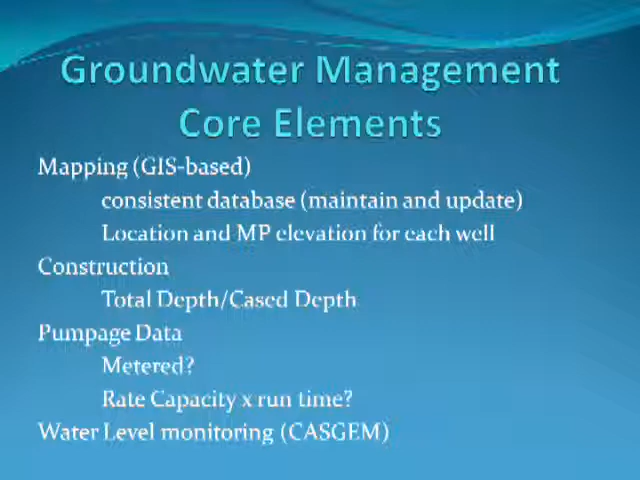 Groundwater Management
Core Elements
Mapping (GIS-based)
consistent database (maintain and update)
Location and MP elevation for each well
Construction
Total Depth/Cased Depth
Pumpage Data
Metered?
Rate Capacity x run time?
Water Level monitoring (CASGEM)